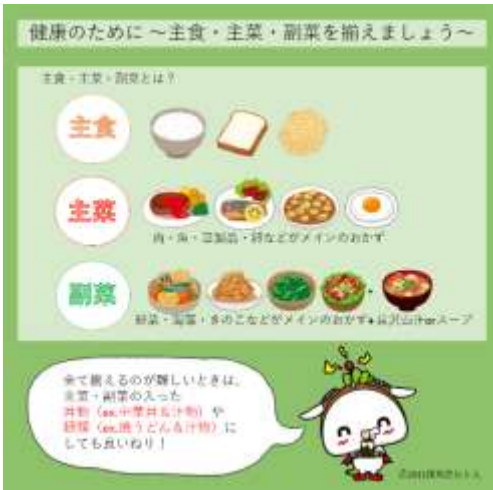 健康のために ～主食・主菜・副菜を揃えましょう～
主食・主菜・副菜とは？
主食
主菜
肉・魚・豆製品・卵などがメインのおかず
副菜
野菜・海藻・きのこなどがメインのおかず+具沢山汁orスープ
全て揃えるのが難しいときは、
主菜・副菜の入った
丼物（ex.中華丼&汁物）や
麺類（ex.焼うどん&汁物）に
しても良いねり！